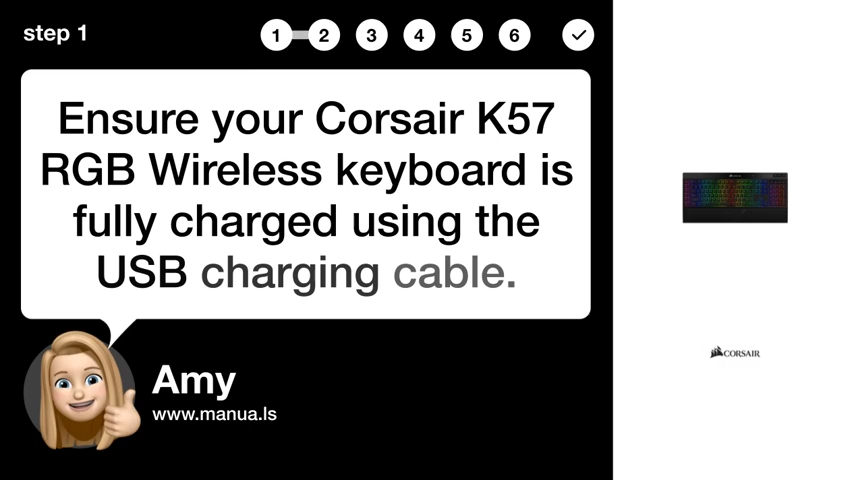 step 1
1 2 3 4 5 6
Ensure your Corsair K57
RGB Wireless keyboard is
fully charged using the
USB charging cable.
Amy
www.manua.ls
CORSAIR